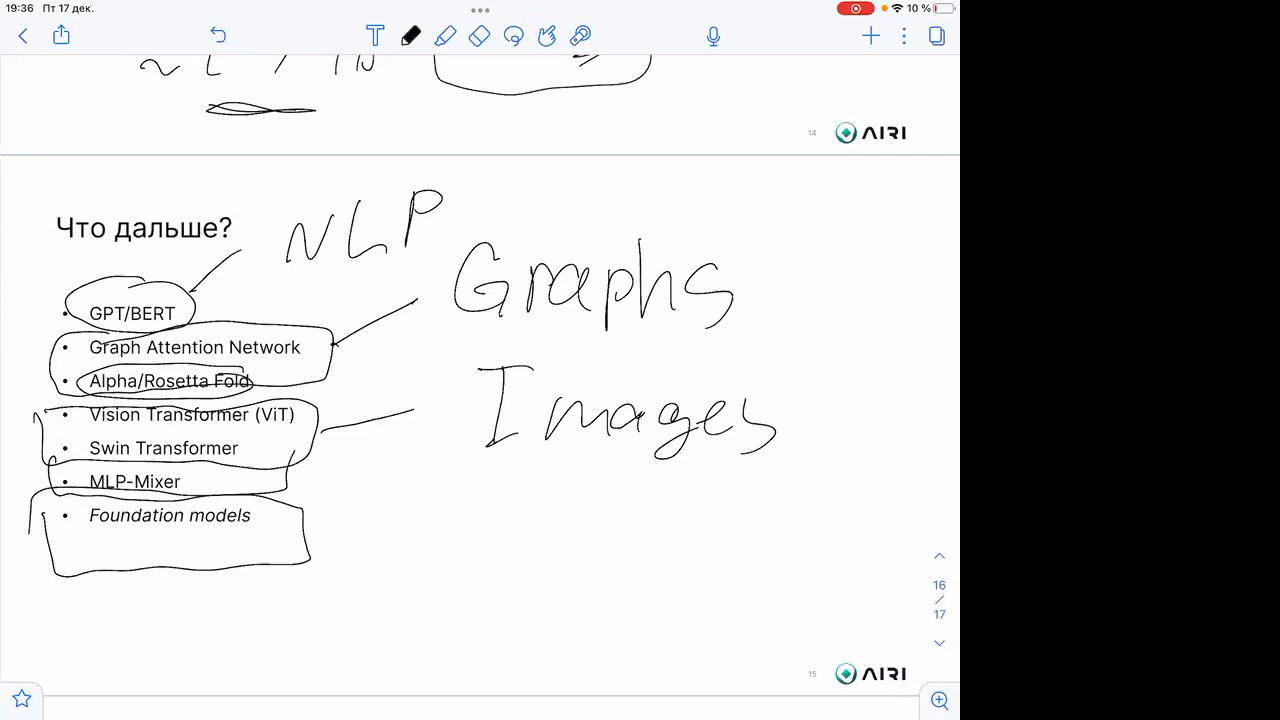 19:36 Пт 17 дек.
10 %
14
AIRI
Что дальше?
NLP
• GPT/BERT
Graphs
• Graph Attention Network
• Alpha/Rosetta Fold
Images
• Vision Transformer (ViT)
• Swin Transformer
• MLP-Mixer
• Foundation models
16
/
17
15
AIRI